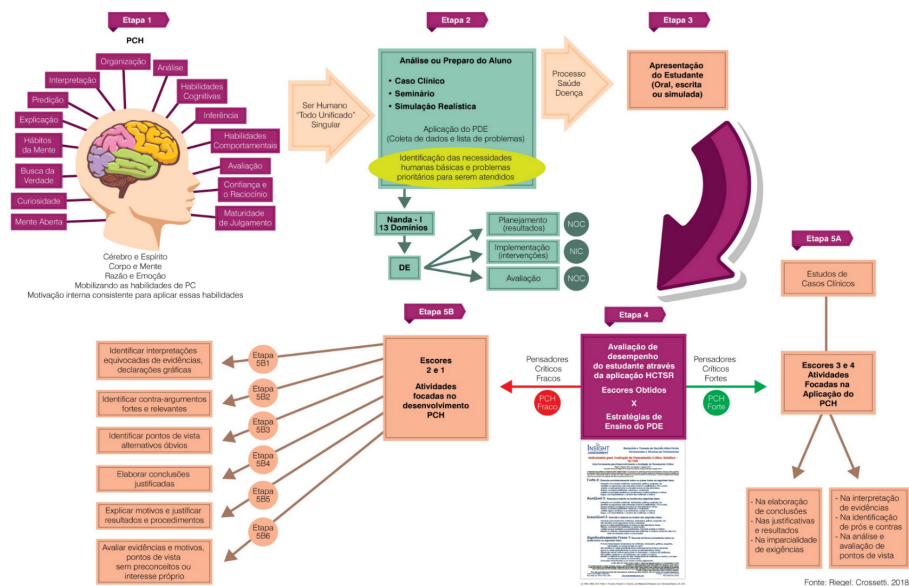 Etapa 1
PCH
Organização
Análise
Interpretação
Habilidades
Cognitivas
Predição
Inferência
Explicação
Hábitos
da Mente
Habilidades
Comportamentais
Busca da
Verdade
Avaliação
Curiosidade
Confiança
e o Raciocínio
Mente Aberta
Maturidade
de Julgamento
Cérebro e Espírito
Corpo e Mente
Razão e Emoção
Mobilizando as habilidades de PC
Motivação interna consistente para aplicar essas habilidades
Ser Humano
"Todo Unificado"
Singular
Etapa 2
Análise ou Preparo do Aluno
• Caso Clínico
• Seminário
• Simulação Realística
Aplicação do PDE
(Coleta de dados e lista de problemas)
Identificação das necessidades
humanas básicas e problemas
prioritários para serem atendidos
Nanda - I
13 Domínios
DE
Planejamento
(resultados)
NOC
Implementação
(intervenções)
NIC
Avaliação
NOC
Processo
Saúde
Doença
Etapa 3
Apresentação
do Estudante
(Oral, escrita
ou simulada)
Etapa 4
Avaliação de
desempenho
do estudante através
da aplicação HCTSR
Escores Obtidos
X
Estratégias de
Ensino do PDE
INSIGHT
Pensadores
Críticos
Fracos
PCH
Fraco
Pensadores
Críticos
Fortes
PCH
Forte
Etapa 5A
Estudos de
Casos Clínicos
Escores 3 e 4
Atividades
Focadas na
Aplicação do
PCH
- Na elaboração
de conclusões
- Nas justificativas
e resultados
- Na imparcialidade
de exigências
- Na interpretação
de evidências
- Na identificação
de prós e contras
- Na análise e
avaliação de
pontos de vista
Etapa 5B
Escores
2 e 1
Atividades
focadas no
desenvolvimento
PCH
Etapa
5B1
Identificar interpretações
equivocadas de evidências,
declarações gráficas
Etapa
5B2
Identificar contra-argumentos
fortes e relevantes
Etapa
5B3
Identificar pontos de vista
alternativos óbvios
Etapa
5B4
Elaborar conclusões
justificadas
Etapa
5B5
Explicar motivos e justificar
resultados e procedimentos
Etapa
5B6
Avaliar evidências e motivos,
pontos de vista
sem preconceitos ou
interesse próprio
Fonte: Riegel; Crossetti, 2018